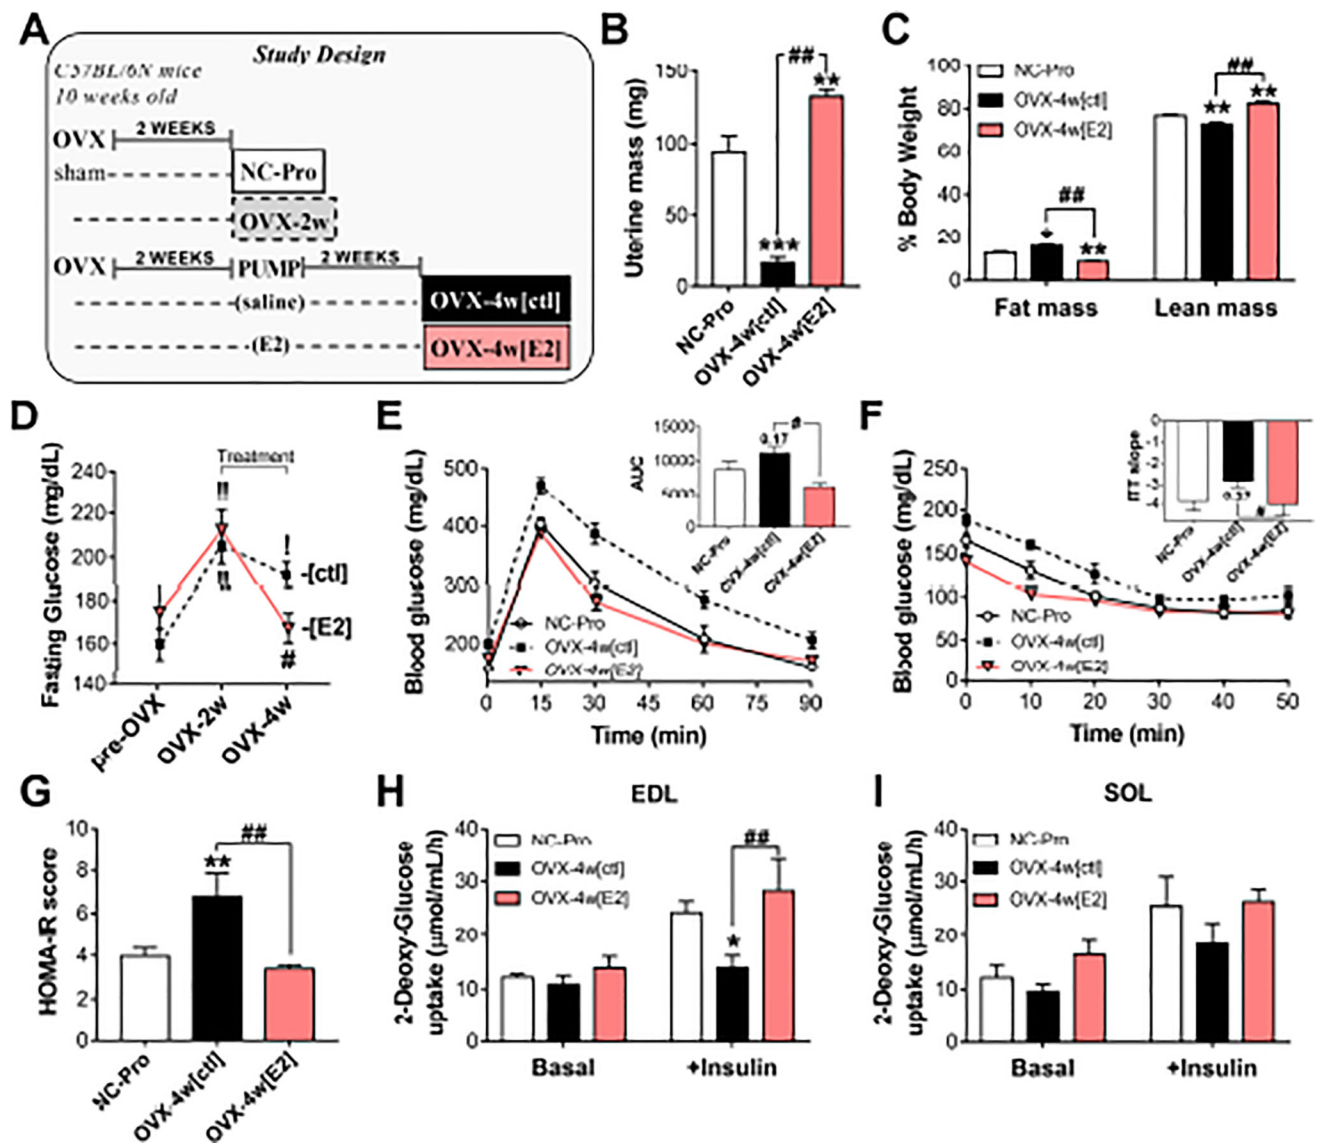 A
Study Design
C57BL/6N mice
10 weeks old
OVX
2 WEEKS
sham
NC-Pro
OVX-2w
OVX
2 WEEKS
PUMP
2 WEEKS
(saline)
OVX-4w[ctl]
-(E2)
OVX-4w[E2]
B
Uterine mass (mg)
150
100
50
0
##
**
***
NC-Pro
OVX-4w[ctl]
OVX-4w[E2]
C
% Body Weight
100
80
60
40
20
0
NC-Pro
OVX-4w[ctl]
OVX-4w[E2]
##
*
**
##
**
**
Fat mass
Lean mass
D
Fasting Glucose (mg/dL)
240
220
200
180
160
140
Treatment
!!
!
!!
-[ctl]
-[E2]
#
pre-OVX
OVX-2w
OVX-4w
E
Blood glucose (mg/dL)
500
400
300
200
NC-Pro
OVX-4w[ctl]
OVX-4w[E2]
0 15 30 45 60 75 90
Time (min)
AUC
15000
10000
5000
0
0.17
#
NC-Pro
OVX-4w[ctl]
OVX-4w[E2]
F
Blood glucose (mg/dL)
250
200
150
100
50
0
NC-Pro
OVX-4w[ctl]
OVX-4w[E2]
0 10 20 30 40 50
Time (min)
ITT slope
0
-1
-2
-3
-4
#
NC-Pro
OVX-4w[ctl]
OVX-4w[E2]
G
HOMA-IR score
10
8
6
4
2
0
##
**
NC-Pro
OVX-4w[ctl]
OVX-4w[E2]
H
EDL
2-Deoxy-Glucose
uptake (µmol/mL/h)
40
30
20
10
0
NC-Pro
OVX-4w[ctl]
OVX-4w[E2]
##
*
Basal
+Insulin
I
SOL
2-Deoxy-Glucose
uptake (µmol/mL/h)
40
30
20
10
0
NC-Pro
OVX-4w[ctl]
OVX-4w[E2]
Basal
+Insulin